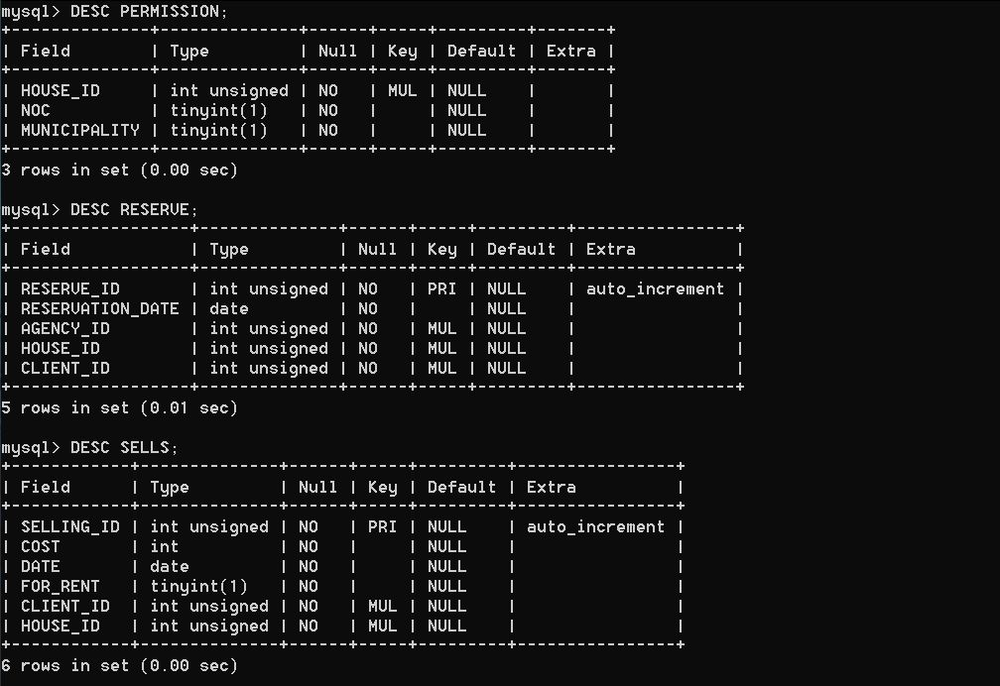 mysql> DESC PERMISSION;
+---------------+--------------+------+-----+---------+-------+
| Field        | Type         | Null | Key | Default | Extra |
+---------------+--------------+------+-----+---------+-------+
| HOUSE_ID     | int unsigned | NO   | MUL | NULL    |       |
| NOC          | tinyint(1)   | NO   |     | NULL    |       |
| MUNICIPALITY | tinyint(1)   | NO   |     | NULL    |       |
+---------------+--------------+------+-----+---------+-------+
3 rows in set (0.00 sec)

mysql> DESC RESERVE;
+------------------+--------------+------+-----+---------+----------------+
| Field            | Type         | Null | Key | Default | Extra          |
+------------------+--------------+------+-----+---------+----------------+
| RESERVE_ID       | int unsigned | NO   | PRI | NULL    | auto_increment |
| RESERVATION_DATE | date         | NO   |     | NULL    |                |
| AGENCY_ID        | int unsigned | NO   | MUL | NULL    |                |
| HOUSE_ID         | int unsigned | NO   | MUL | NULL    |                |
| CLIENT_ID        | int unsigned | NO   | MUL | NULL    |                |
+------------------+--------------+------+-----+---------+----------------+
5 rows in set (0.01 sec)

mysql> DESC SELLS;
+------------+--------------+------+-----+---------+----------------+
| Field      | Type         | Null | Key | Default | Extra          |
+------------+--------------+------+-----+---------+----------------+
| SELLING_ID | int unsigned | NO   | PRI | NULL    | auto_increment |
| COST       | int          | NO   |     | NULL    |                |
| DATE       | date         | NO   |     | NULL    |                |
| FOR_RENT   | tinyint(1)   | NO   |     | NULL    |                |
| CLIENT_ID  | int unsigned | NO   | MUL | NULL    |                |
| HOUSE_ID   | int unsigned | NO   | MUL | NULL    |                |
+------------+--------------+------+-----+---------+----------------+
6 rows in set (0.00 sec)